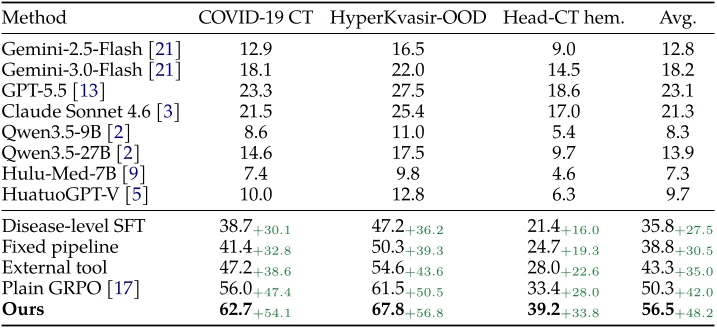 Method COVID-19 CT HyperKvasir-OOD Head-CT hem. Avg.
Gemini-2.5-Flash [21] 12.9 16.5 9.0 12.8
Gemini-3.0-Flash [21] 18.1 22.0 14.5 18.2
GPT-5.5 [13] 23.3 27.5 18.6 23.1
Claude Sonnet 4.6 [3] 21.5 25.4 17.0 21.3
Qwen3.5-9B [2] 8.6 11.0 5.4 8.3
Qwen3.5-27B [2] 14.6 17.5 9.7 13.9
Hulu-Med-7B [9] 7.4 9.8 4.6 7.3
HuatuoGPT-V [5] 10.0 12.8 6.3 9.7
Disease-level SFT 38.7+30.1 47.2+36.2 21.4+16.0 35.8+27.5
Fixed pipeline 41.4+32.8 50.3+39.3 24.7+19.3 38.8+30.5
External tool 47.2+38.6 54.6+43.6 28.0+22.6 43.3+35.0
Plain GRPO [17] 56.0+47.4 61.5+50.5 33.4+28.0 50.3+42.0
Ours 62.7+54.1 67.8+56.8 39.2+33.8 56.5+48.2